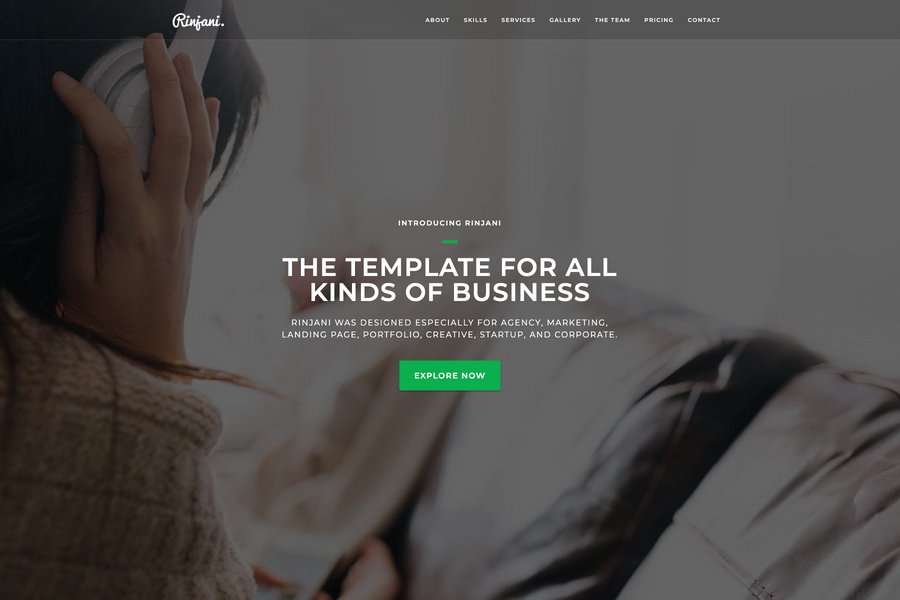 Rinjani.
ABOUT SKILLS SERVICES GALLERY THE TEAM PRICING CONTACT
INTRODUCING RINJANI
THE TEMPLATE FOR ALL
KINDS OF BUSINESS
RINJANI WAS DESIGNED ESPECIALLY FOR AGENCY, MARKETING,
LANDING PAGE, PORTFOLIO, CREATIVE, STARTUP, AND CORPORATE.
EXPLORE NOW